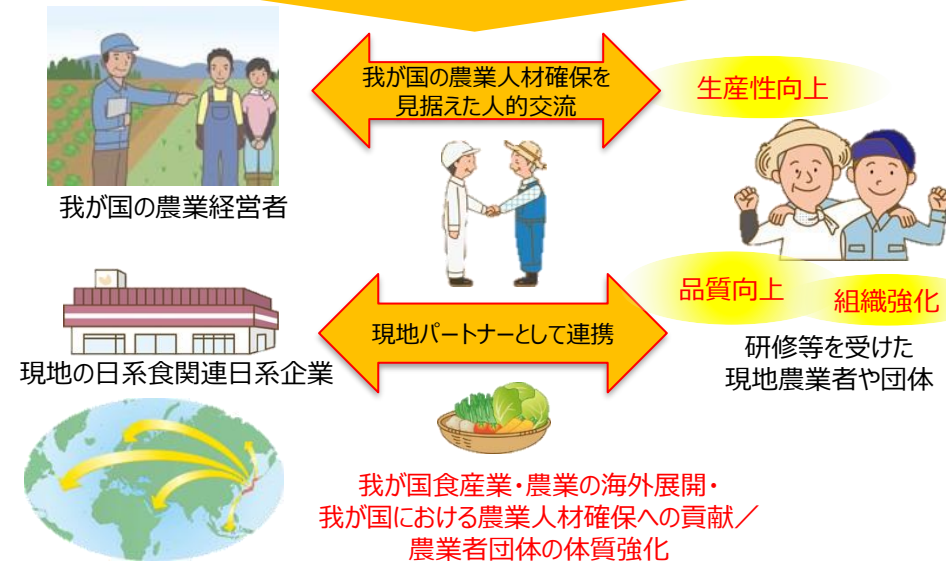 我が国の農業人材確保を
見据えた人的交流
生産性向上
我が国の農業経営者
品質向上
組織強化
現地パートナーとして連携
研修等を受けた
現地農業者や団体
現地の日系食関連日系企業
我が国食産業・農業の海外展開・
我が国における農業人材確保への貢献／
農業者団体の体質強化